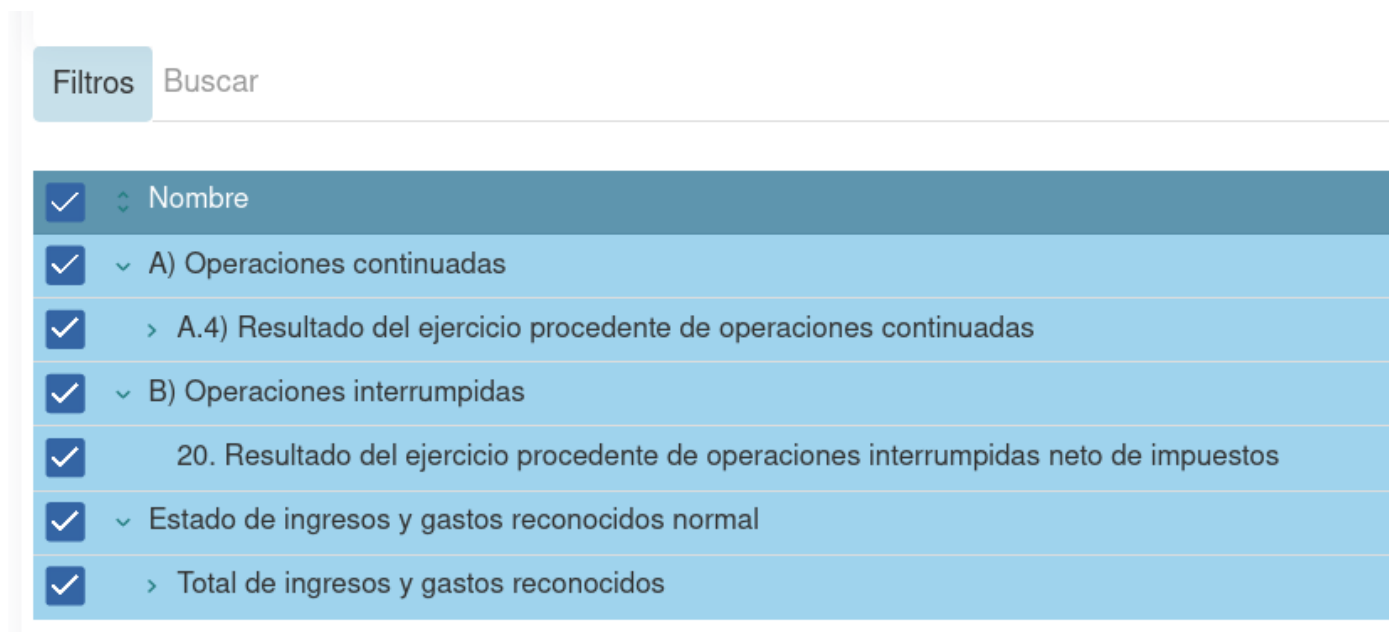 Filtros Buscar
Nombre
A) Operaciones continuadas
A.4) Resultado del ejercicio procedente de operaciones continuadas
B) Operaciones interrumpidas
20. Resultado del ejercicio procedente de operaciones interrumpidas neto de impuestos
Estado de ingresos y gastos reconocidos normal
Total de ingresos y gastos reconocidos